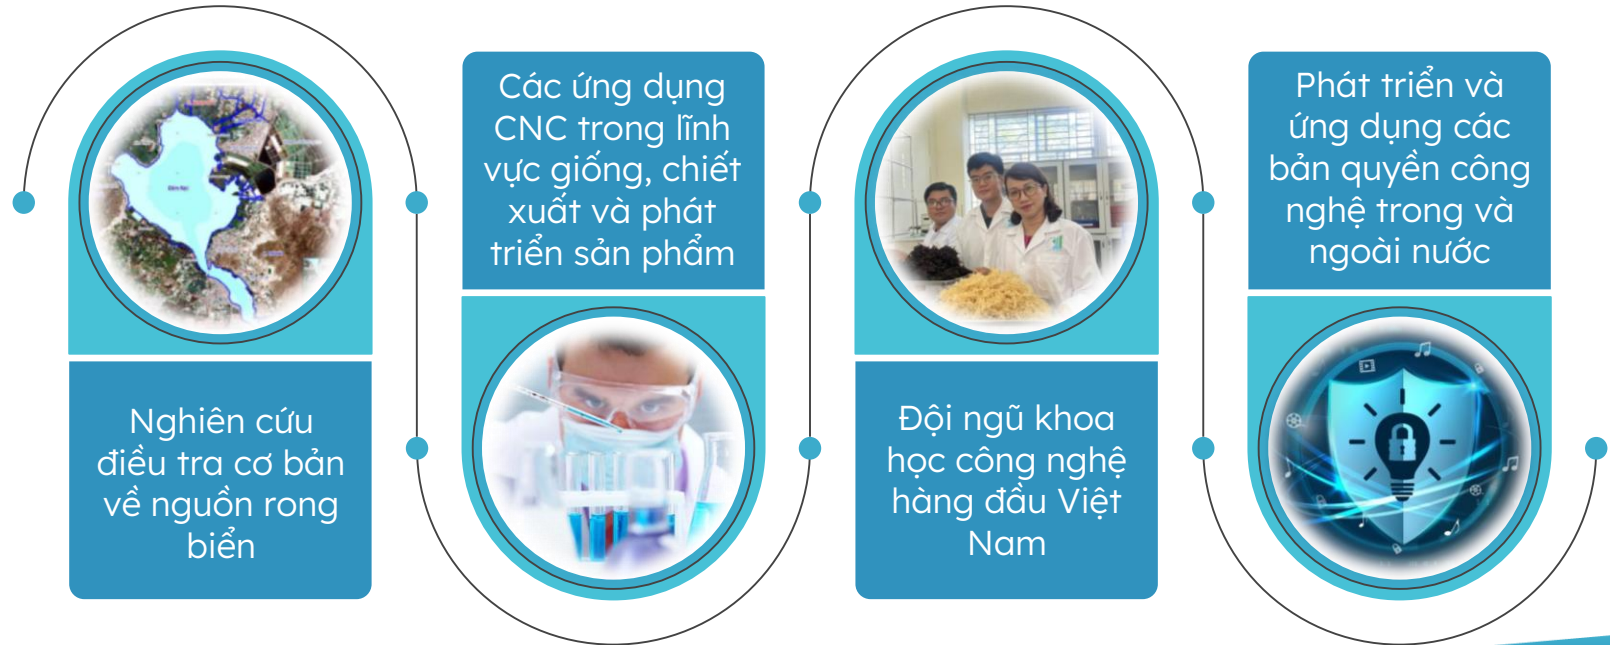 Nghiên cứu
điều tra cơ bản
về nguồn rong
biển
Các ứng dụng
CNC trong lĩnh
vực giống, chiết
xuất và phát
triển sản phẩm
Đội ngũ khoa
học công nghệ
hàng đầu Việt
Nam
Phát triển và
ứng dụng các
bản quyền công
nghệ trong và
ngoài nước